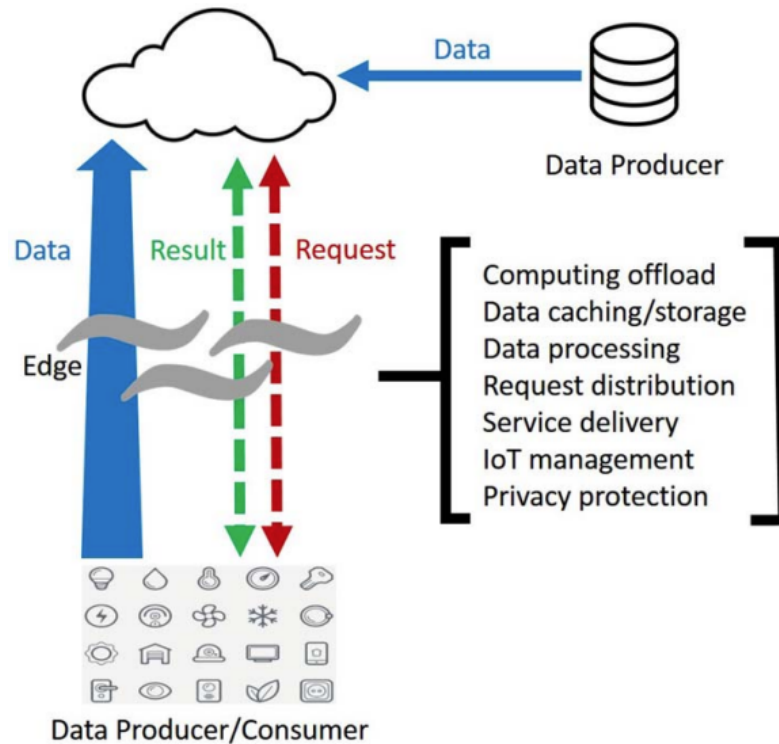 Data
Data Producer
Data
Result
Request
Edge
Computing offload
Data caching/storage
Data processing
Request distribution
Service delivery
IoT management
Privacy protection
Data Producer/Consumer